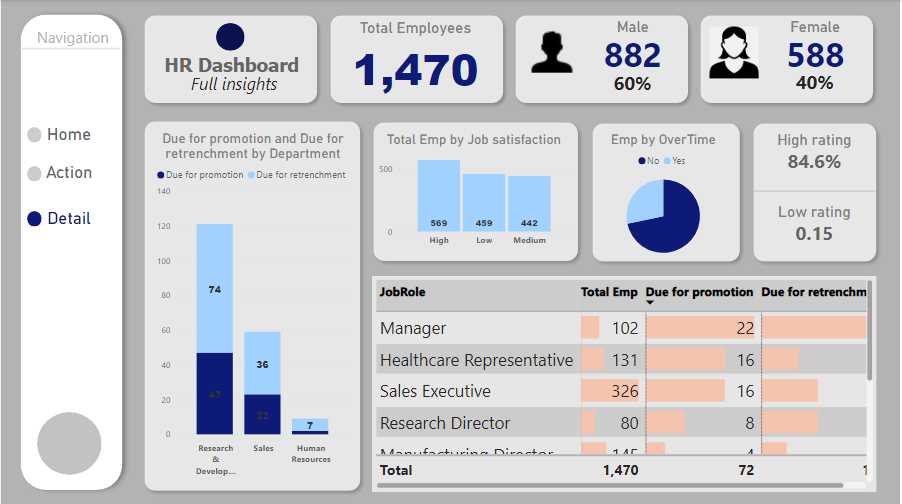 Navigation
Home
Action
Detail
HR Dashboard
Full insights
Total Employees
1,470
Male
882
60%
Female
588
40%
Due for promotion and Due for
retrenchment by Department
Due for promotion Due for retrenchment
140
120
100
80
60
40
20
0
74
47
36
23
7
Research
&
Develop...
Sales
Human
Resources
Total Emp by Job satisfaction
500
0
569
459
442
High
Low
Medium
Emp by OverTime
No Yes
High rating
84.6%
Low rating
0.15
JobRole Total Emp Due for promotion Due for retrenchm
Manager 102 22
Healthcare Representative 131 16
Sales Executive 326 16
Research Director 80 8
Manufacturing Director 145 4
Total 1,470 72 1